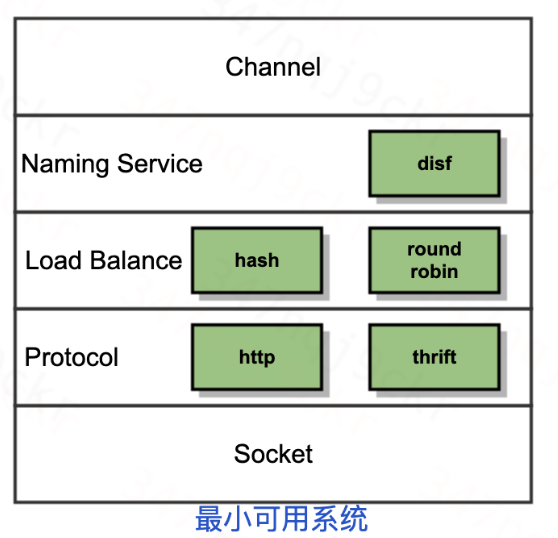 Channel
Naming Service
disf
Load Balance
hash
round
robin
Protocol
http
thrift
Socket
最小可用系统